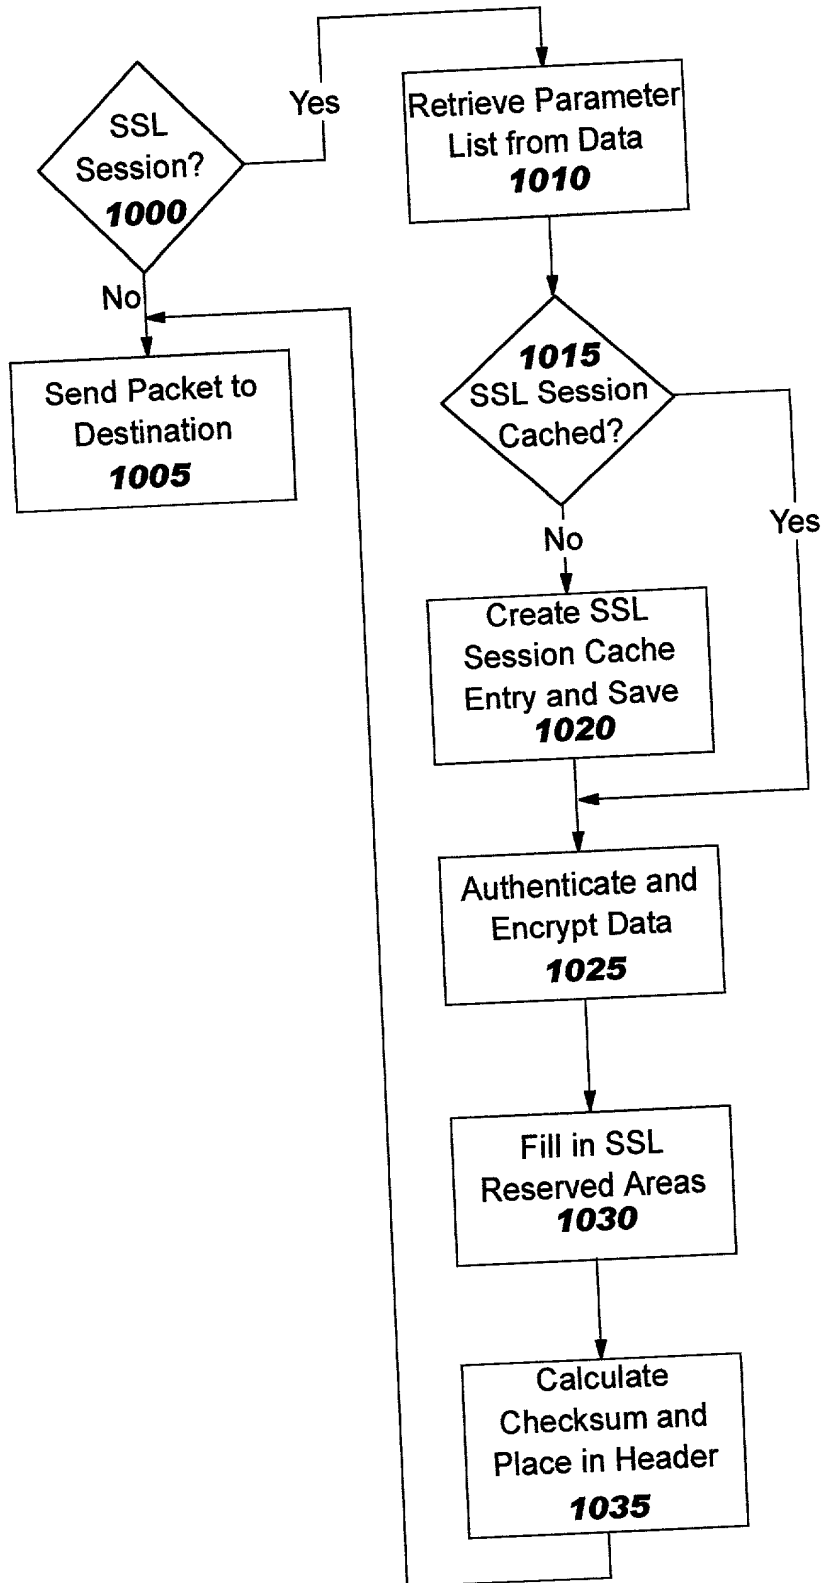 SSL
Session?
1000
Yes
No
Send Packet to
Destination
1005
Retrieve Parameter
List from Data
1010
1015
SSL Session
Cached?
Yes
No
Create SSL
Session Cache
Entry and Save
1020
Authenticate and
Encrypt Data
1025
Fill in SSL
Reserved Areas
1030
Calculate
Checksum and
Place in Header
1035